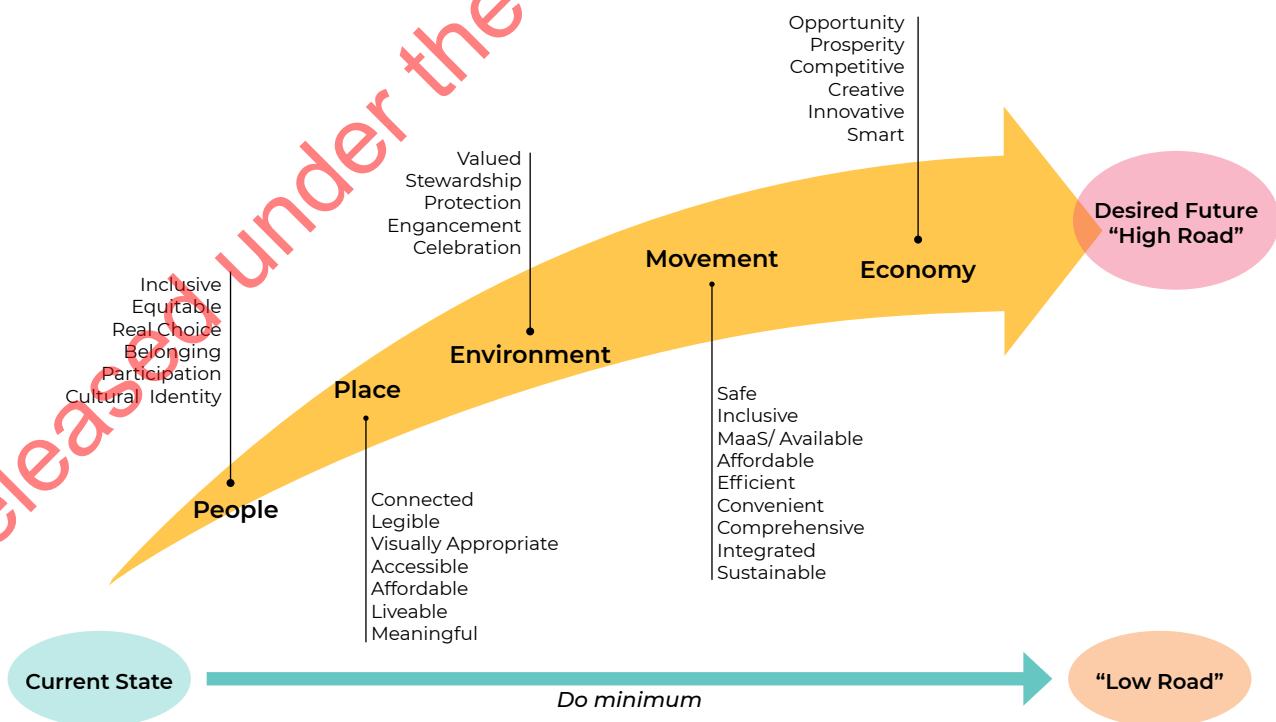 Opportunity
Prosperity
Competitive
Creative
Innovative
Smart
Valued
Stewardship
Protection
Engancement
Celebration
Desired Future
“High Road”
Movement
Economy
Inclusive
Equitable
Real Choice
Belonging
Participation
Cultural Identity
Environment
Place
Safe
Inclusive
MaaS/ Available
Affordable
Efficient
Convenient
Comprehensive
Integrated
Sustainable
People
Connected
Legible
Visually Appropriate
Accessible
Affordable
Liveable
Meaningful
Current State
Do minimum
“Low Road”
eleased under the